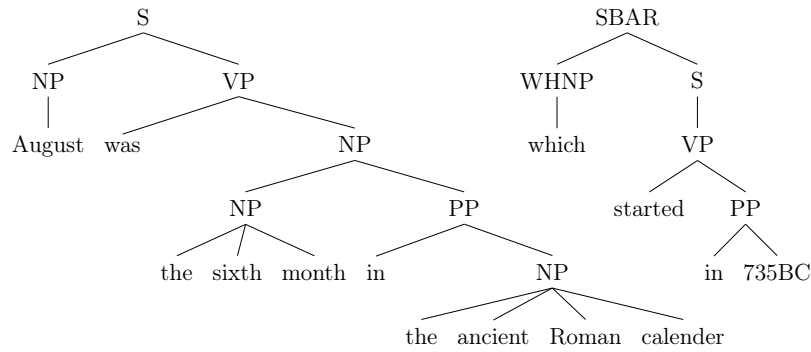 S SBAR
NP VP WHNP S
August was NP which VP
NP PP started PP
the sixth month in NP in 735BC
the ancient Roman calender